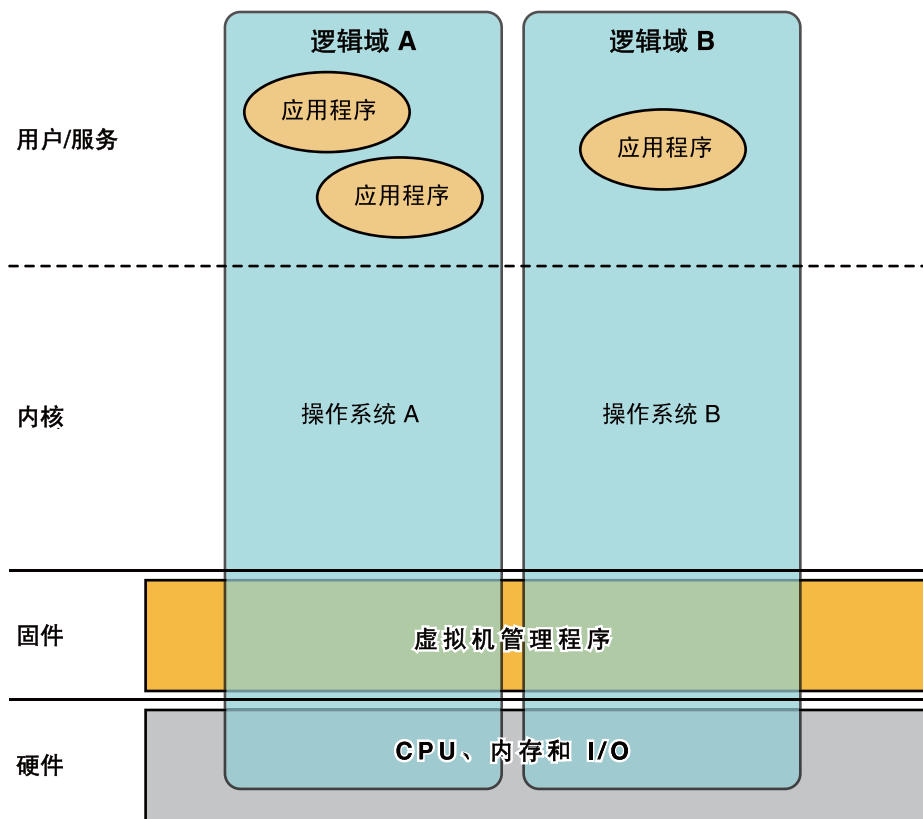 逻辑域 A
逻辑域 B
用户/服务
应用程序
应用程序
应用程序
内核
操作系统 A
操作系统 B
固件
虚拟机管理程序
硬件
CPU、内存和 I/O